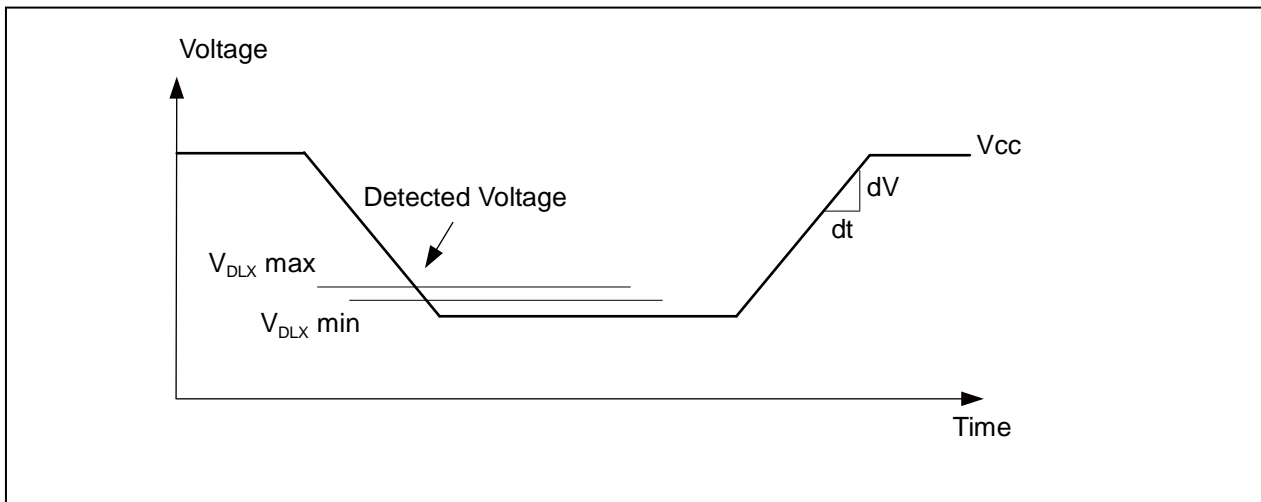 Voltage
Vcc
dV
dt
Detected Voltage
VDLX max
VDLX min
Time